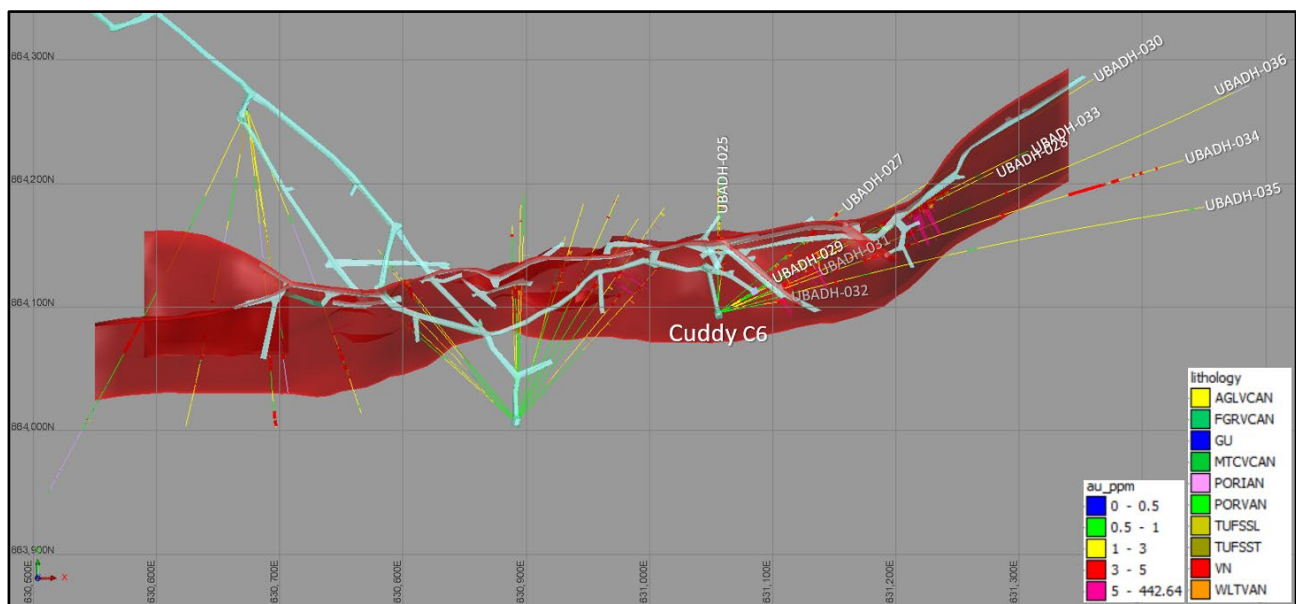 864,300N
864,200N
864,100N
864,000N
863,900N
630,500E
630,600E
630,700E
630,800E
630,900E
631,000E
631,100E
631,200E
631,300E
UBADH-030
UBADH-036
UBADH-033
UBADH-028
UBADH-034
UBADH-035
UBADH-025
UBADH-027
UBADH-029
UBADH-031
UBADH-032
Cuddy C6
X
au_ppm
0 - 0.5
0.5 - 1
1 - 3
3 - 5
5 - 442.64
lithology
AGLVCAN
FGRVCAN
GU
MTCVCAN
PORIAN
PORVAN
TUFSSL
TUFSST
VN
WLTVAN